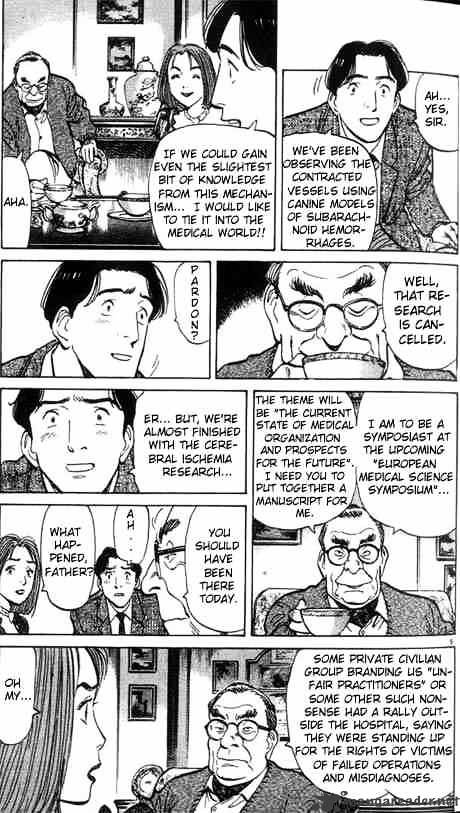 AH...
YES,
SIR.
WE'VE
BEEN
OBSERVING
THE
CONTRACTED
VESSELS
USING
CANINE
MODELS
OF
SUBARACH-
NOID
HEMOR-
RHAGES.
IF WE COULD GAIN
EVEN THE SLIGHTEST
BIT OF KNOWLEDGE
FROM THIS MECHAN-
ISM... I WOULD LIKE
TO TIE IT INTO THE
MEDICAL WORLD!!
AHA.
WELL,
THAT RE-
SEARCH
IS CAN-
CELLED.
PARDON?
ER... BUT, WE'RE
ALMOST FINISHED
WITH THE CERE-
BRAL ISCHEMIA
RESEARCH...
I AM TO BE A
SYMPOSIAST AT
THE UPCOMING
"EUROPEAN
MEDICAL SCIENCE
SYMPOSIUM"...
THE THEME WILL
BE "THE CURRENT
STATE OF MEDICAL
ORGANIZATION
AND PROSPECTS
FOR THE FUTURE".
I NEED YOU TO
PUT TOGETHER A
MANUSCRIPT FOR
ME.
YOU
SHOULD
HAVE
BEEN
THERE
TODAY.
AH...
WHAT
HAP-
PENED,
FATHER?
5
SOME PRIVATE CIVILIAN
GROUP BRANDING US "UN-
FAIR PRACTITIONERS" OR
SOME OTHER SUCH NON-
SENSE HAD A RALLY OUT-
SIDE THE HOSPITAL, SAYING
THEY WERE STANDING UP
FOR THE RIGHTS OF VICTIMS
OF FAILED OPERATIONS
AND MISDIAGNOSES.
OH
MY...